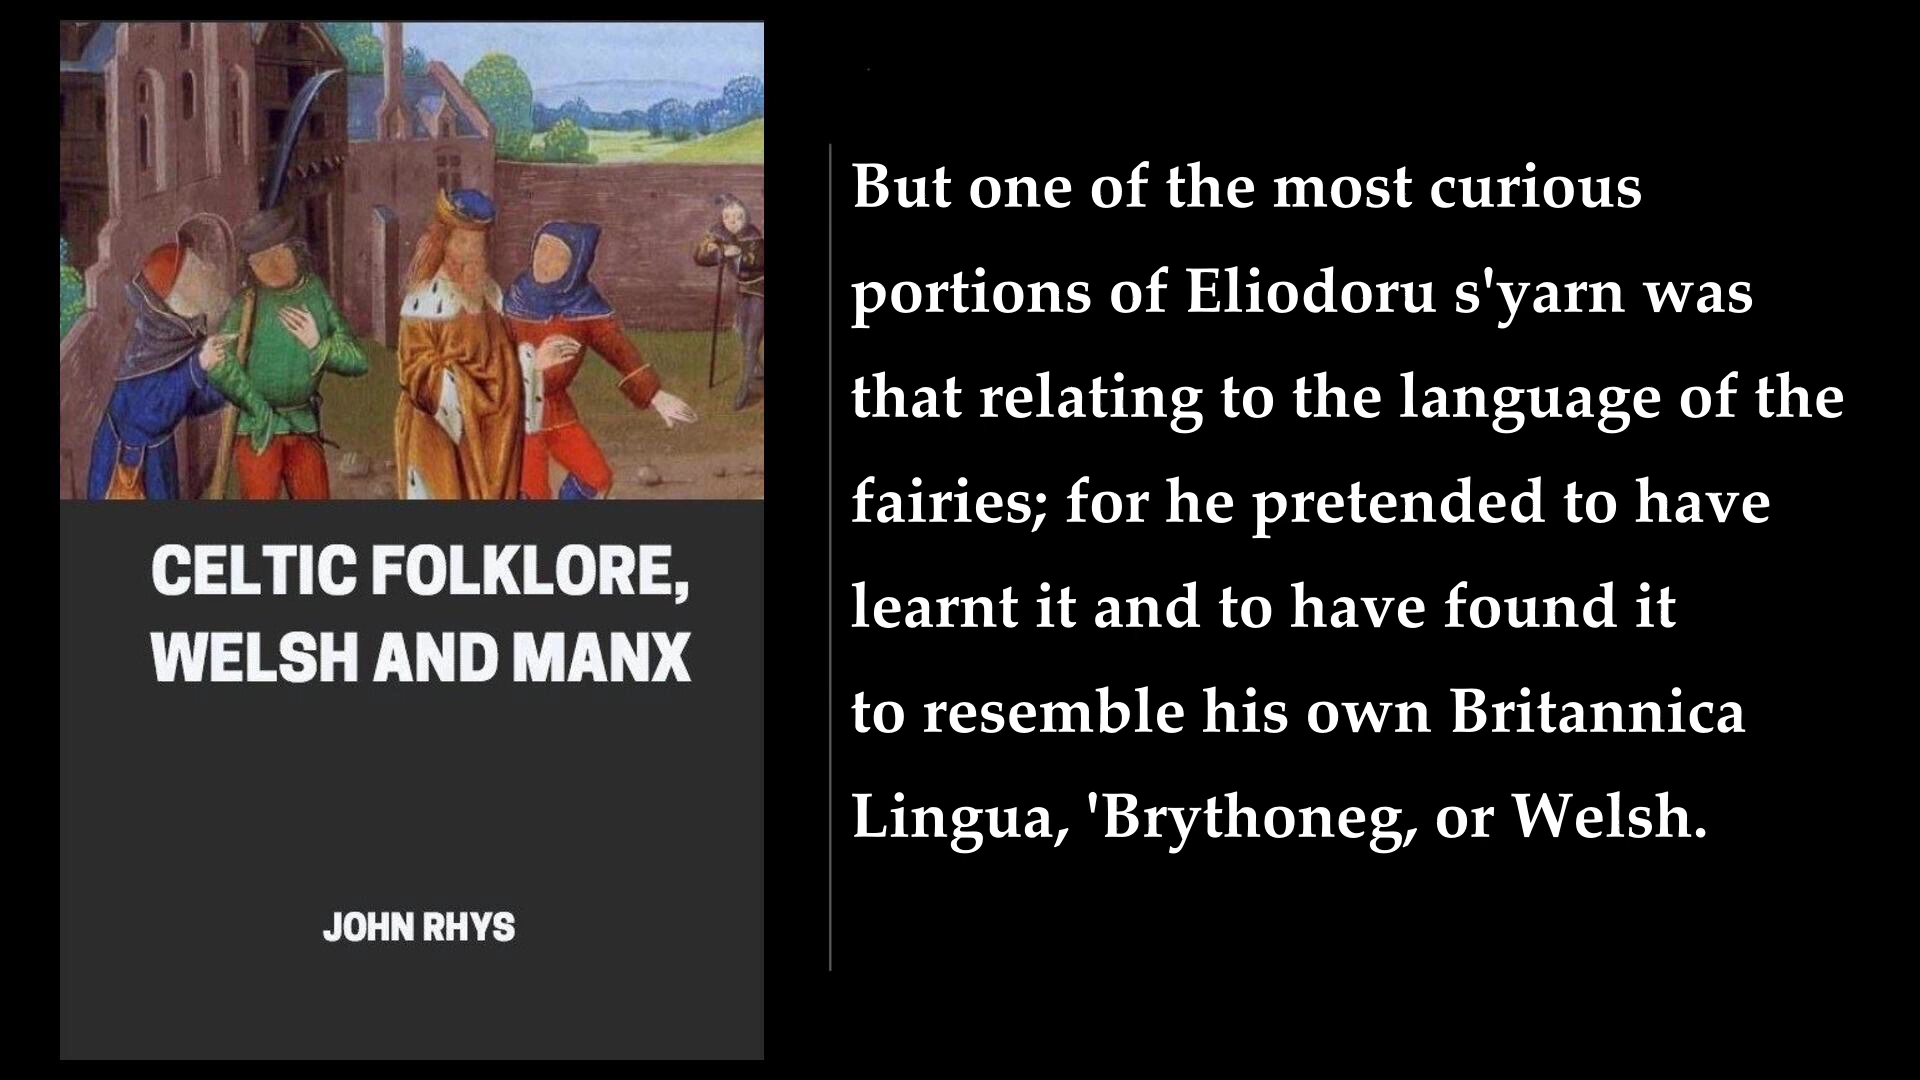 CELTIC FOLKLORE,
WELSH AND MANX
JOHN RHYS
But one of the most curious
portions of Eliodoru s'yarn was
that relating to the language of the
fairies; for he pretended to have
learnt it and to have found it
to resemble his own Britannica
Lingua, 'Brythoneg, or Welsh.